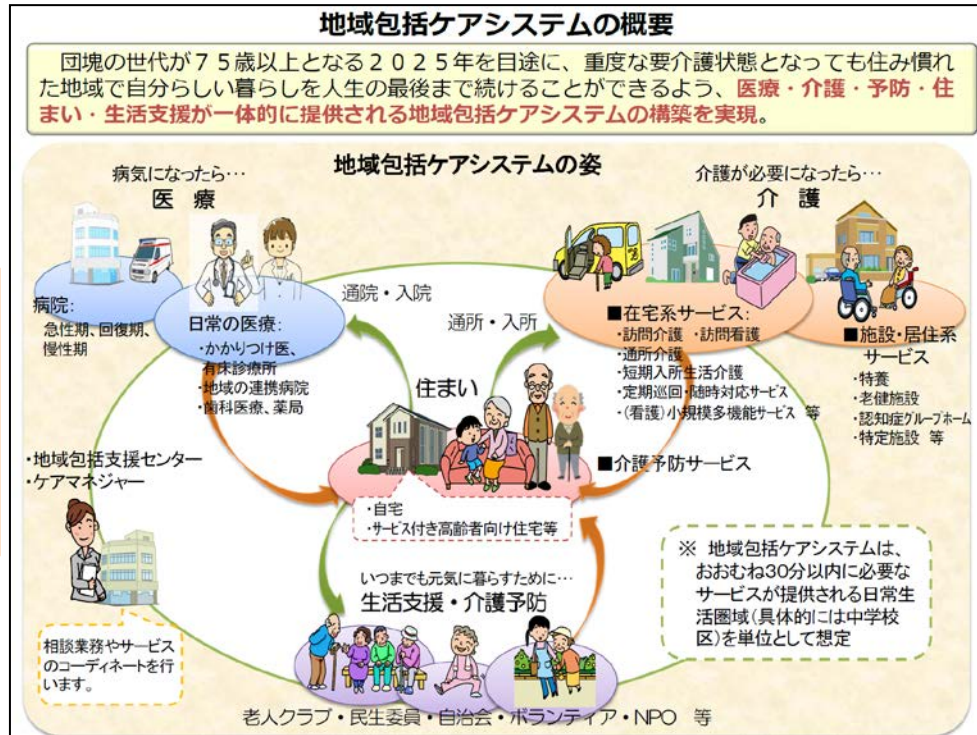 地域包括ケアシステムの概要
団塊の世代が７５歳以上となる２０２５年を目途に、重度な要介護状態となっても住み慣れ
た地域で自分らしい暮らしを人生の最後まで続けることができるよう、医療・介護・予防・住
まい・生活支援が一体的に提供される地域包括ケアシステムの構築を実現。
地域包括ケアシステムの姿
病気になったら…
医　療
病院:
急性期、回復期、
慢性期
日常の医療:
・かかりつけ医、
有床診療所
・地域の連携病院
・歯科医療、薬局
通院・入院
通所・入所
介護が必要になったら…
介　護
■在宅系サービス:
・訪問介護　・訪問看護
・通所介護
・短期入所生活介護
・定期巡回・随時対応サービス
・(看護)小規模多機能サービス　等
■介護予防サービス
■施設・居住系
サービス
・特養
・老健施設
・認知症グループホーム
・特定施設　等
住まい
・自宅
・サービス付き高齢者向け住宅等
・地域包括支援センター
・ケアマネジャー
相談業務やサービス
のコーディネートを行
います。
いつまでも元気に暮らすために…
生活支援・介護予防
老人クラブ・民生委員・自治会・ボランティア・NPO　等
※　地域包括ケアシステムは、
おおむね30分以内に必要な
サービスが提供される日常生
活圏域(具体的には中学校
区)を単位として想定